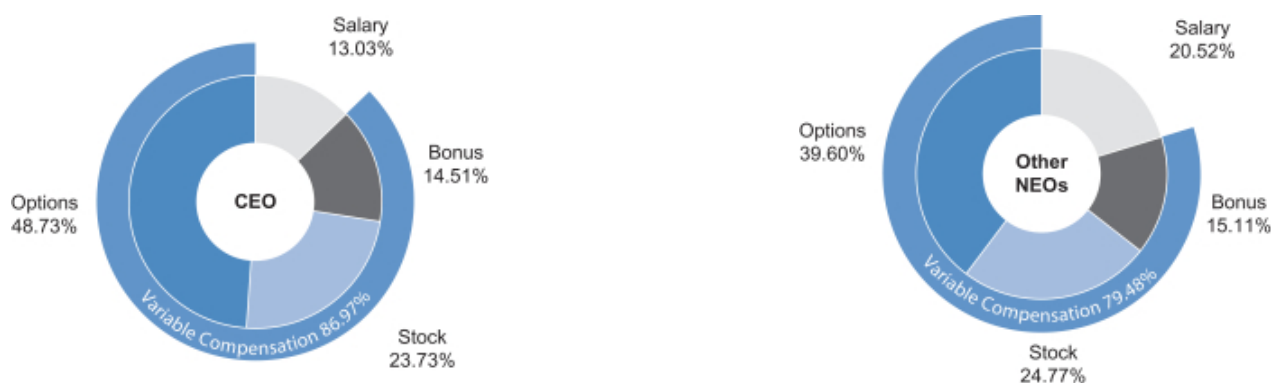 Salary
13.03%
Bonus
14.51%
CEO
Options
48.73%
Variable Compensation 86.97%
Stock
23.73%
Salary
20.52%
Options
39.60%
Other
NEOs
Bonus
15.11%
Variable Compensation 79.48%
Stock
24.77%